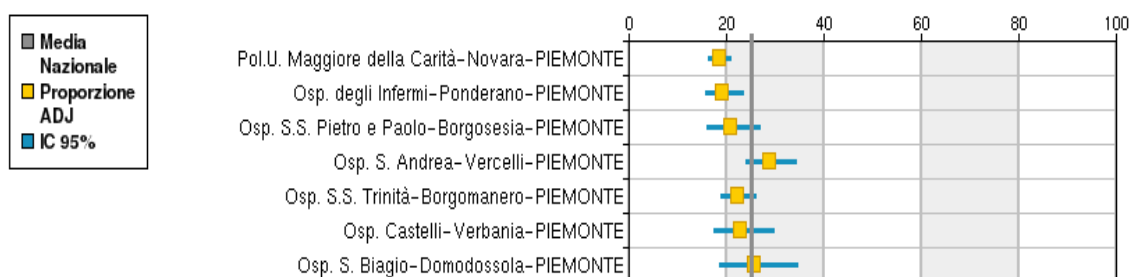 0 20 40 60 80 100
Media
Nazionale
Proporzione
ADJ
IC 95%
Pol.U. Maggiore della Carità-Novara-PIEMONTE
Osp. degli Infermi-Ponderano-PIEMONTE
Osp. S.S. Pietro e Paolo-Borgosesia-PIEMONTE
Osp. S. Andrea-Vercelli-PIEMONTE
Osp. S.S. Trinità-Borgomanero-PIEMONTE
Osp. Castelli-Verbania-PIEMONTE
Osp. S. Biagio-Domodossola-PIEMONTE